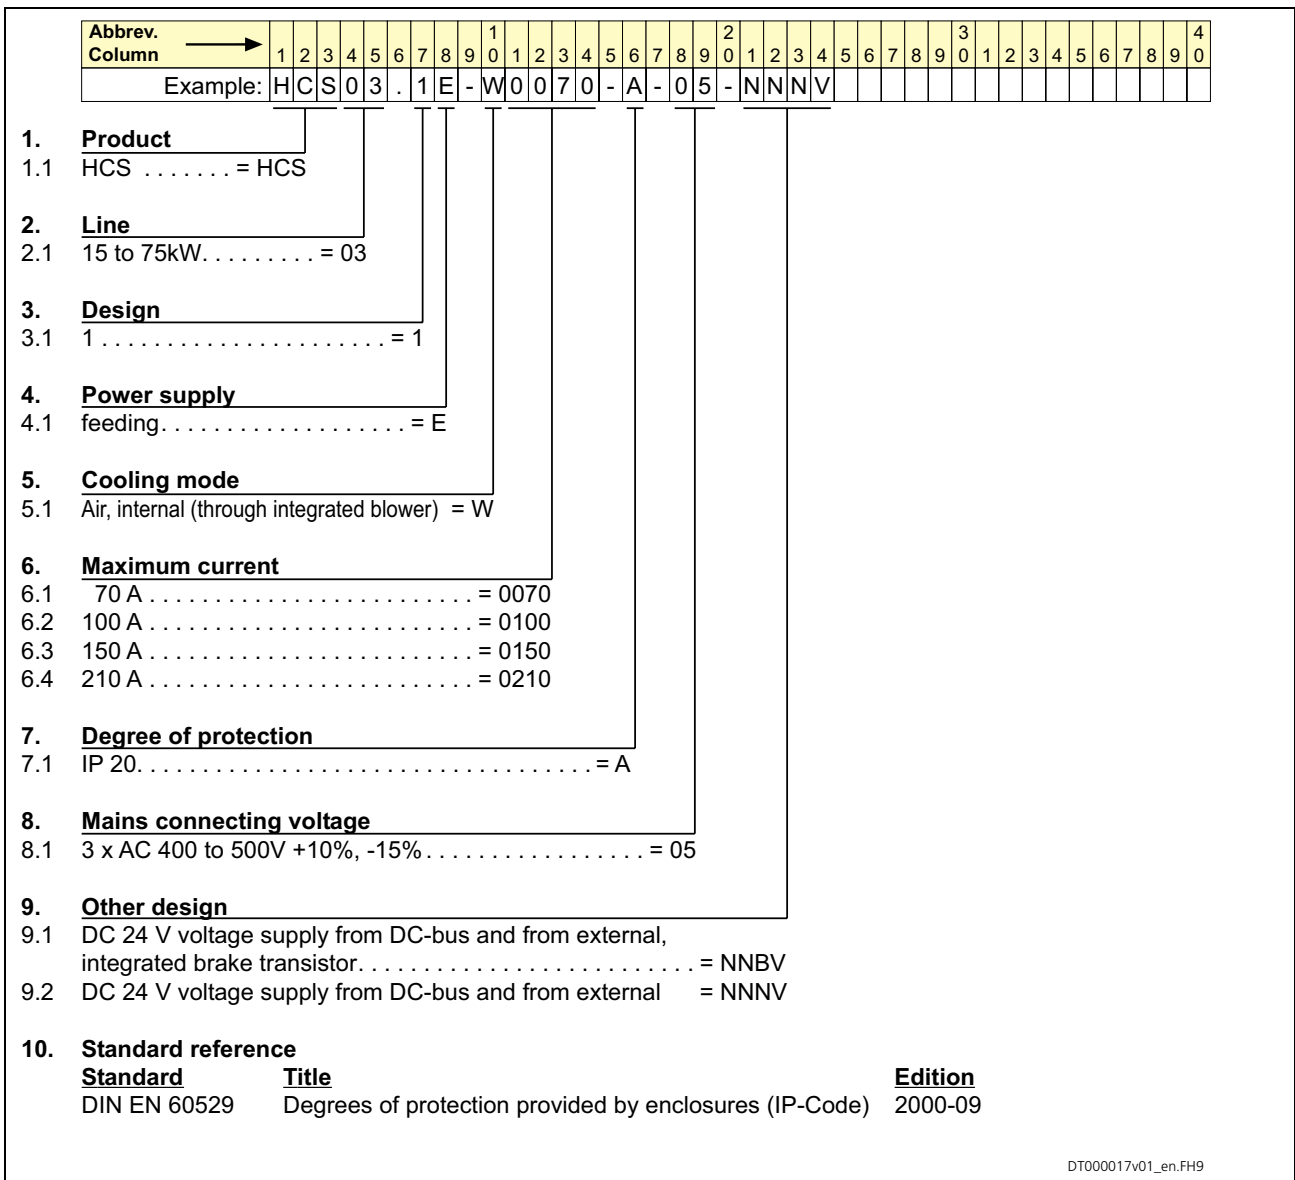 Abbrev. 1 2 3 4
Column 1 2 3 4 5 6 7 8 9 0 1 2 3 4 5 6 7 8 9 0 1 2 3 4 5 6 7 8 9 0 1 2 3 4 5 6 7 8 9 0
Example: H C S 0 3 . 1 E - W 0 0 7 0 - A - 0 5 - N N N V
1. Product
1.1 HCS . . . . . . . = HCS
2. Line
2.1 15 to 75kW. . . . . . . . . = 03
3. Design
3.1 1 . . . . . . . . . . . . . . . . . . . . . . = 1
4. Power supply
4.1 feeding. . . . . . . . . . . . . . . . . . . = E
5. Cooling mode
5.1 Air, internal (through integrated blower) = W
6. Maximum current
6.1 70 A . . . . . . . . . . . . . . . . . . . . . . . . . = 0070
6.2 100 A . . . . . . . . . . . . . . . . . . . . . . . . . = 0100
6.3 150 A . . . . . . . . . . . . . . . . . . . . . . . . . = 0150
6.4 210 A . . . . . . . . . . . . . . . . . . . . . . . . . = 0210
7. Degree of protection
7.1 IP 20. . . . . . . . . . . . . . . . . . . . . . . . . . . . . . . . . . . = A
8. Mains connecting voltage
8.1 3 x AC 400 to 500V +10%, -15% . . . . . . . . . . . . . . . . . = 05
9. Other design
9.1 DC 24 V voltage supply from DC-bus and from external,
integrated brake transistor. . . . . . . . . . . . . . . . . . . . . . . . . . = NNBV
9.2 DC 24 V voltage supply from DC-bus and from external = NNNV
10. Standard reference
Standard Title Edition
DIN EN 60529 Degrees of protection provided by enclosures (IP-Code) 2000-09
DT000017v01_en.FH9